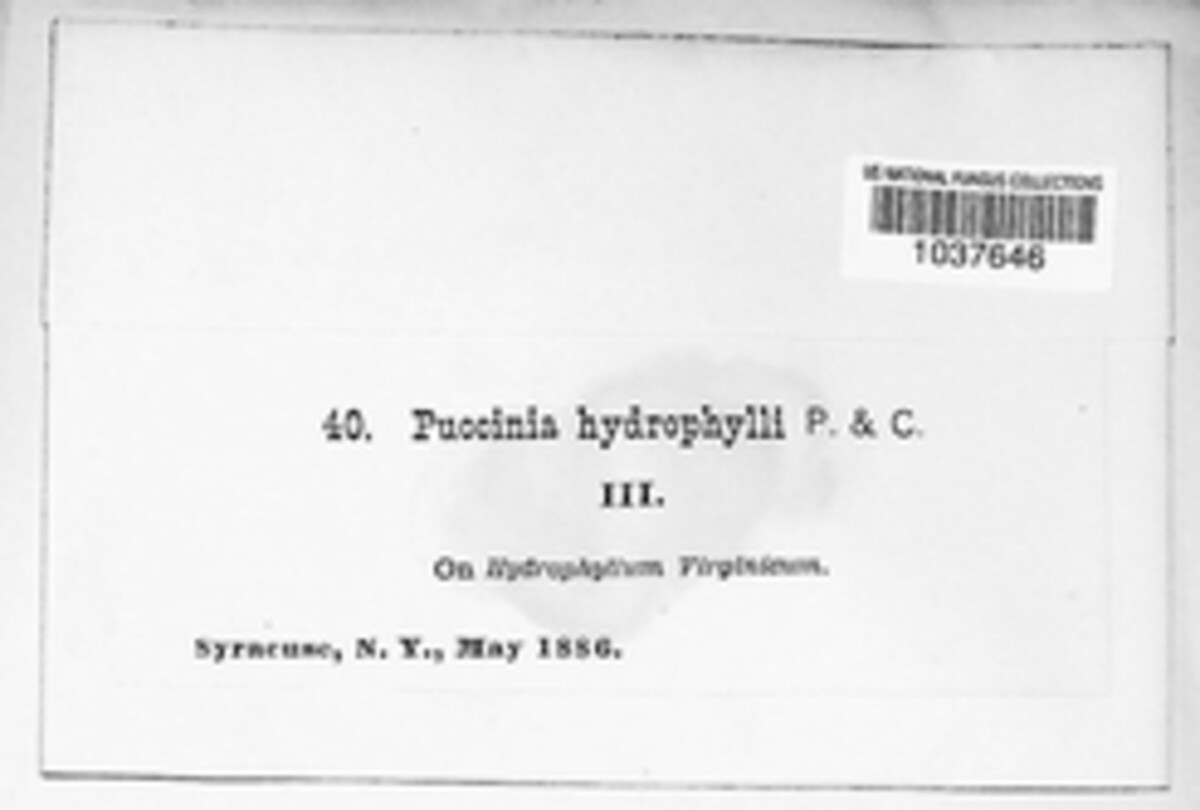 US NATIONAL FUNGUS COLLECTIONS
1037646
40. Puccinia hydrophylli P. & C.
III.
On Hydrophyllum Virginicum.
Syracuse, N. Y., May 1886.